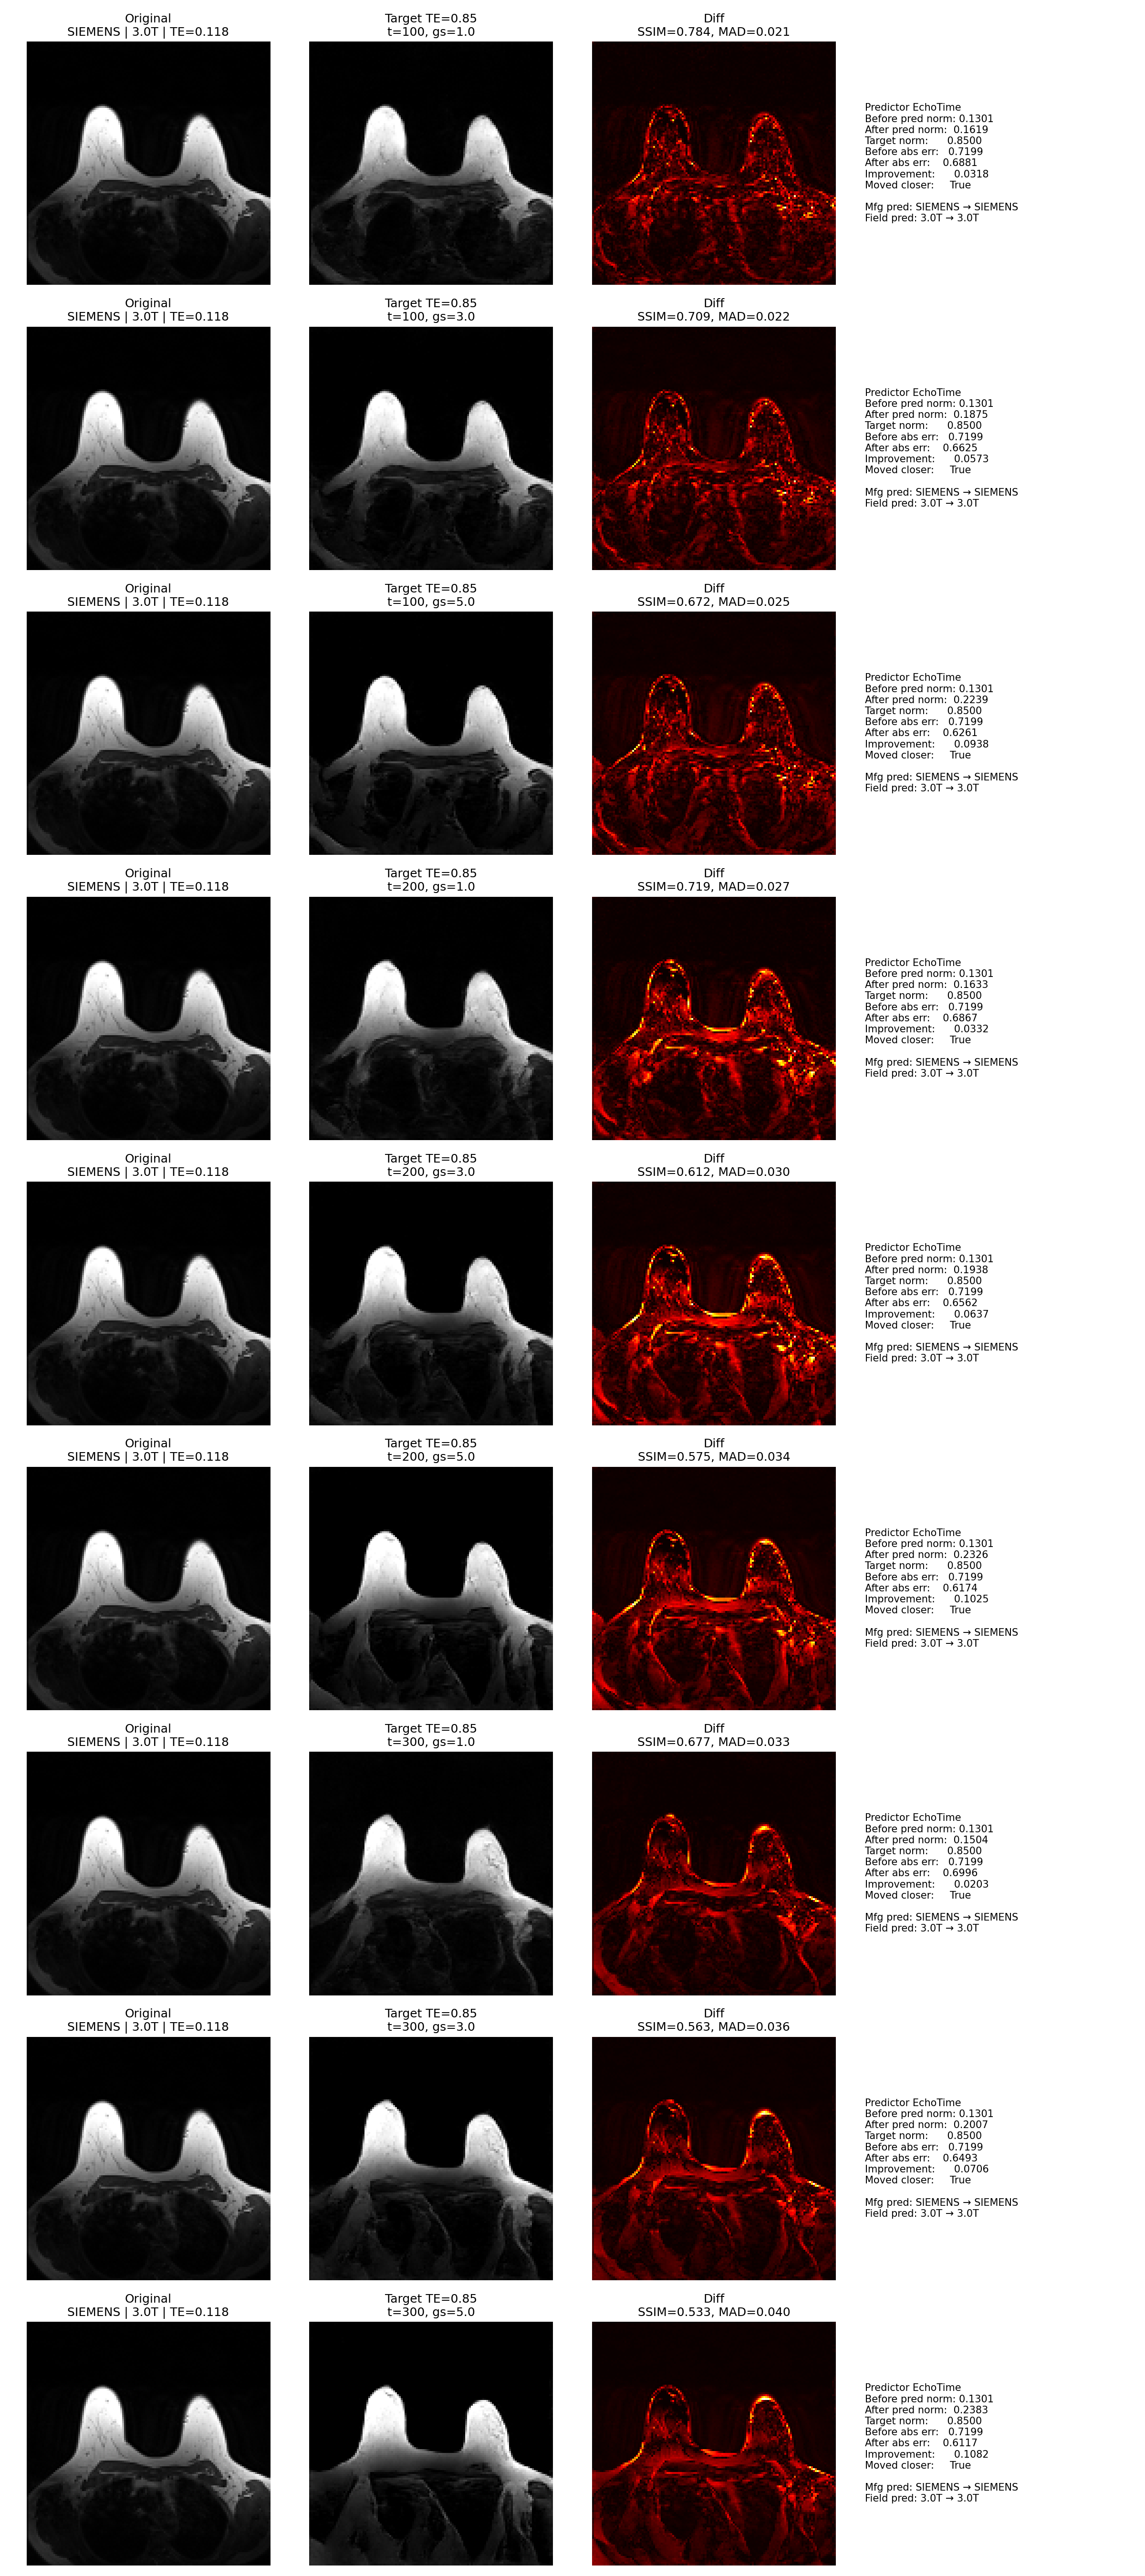 Original
SIEMENS | 3.0T | TE=0.118
Target TE=0.85
t=100, gs=1.0
Diff
SSIM=0.784, MAD=0.021
Predictor EchoTime
Before pred norm: 0.1301
After pred norm: 0.1619
Target norm: 0.8500
Before abs err: 0.7199
After abs err: 0.6881
Improvement: 0.0318
Moved closer: True
Mfg pred: SIEMENS → SIEMENS
Field pred: 3.0T → 3.0T
Original
SIEMENS | 3.0T | TE=0.118
Target TE=0.85
t=100, gs=3.0
Diff
SSIM=0.709, MAD=0.022
Predictor EchoTime
Before pred norm: 0.1301
After pred norm: 0.1875
Target norm: 0.8500
Before abs err: 0.7199
After abs err: 0.6625
Improvement: 0.0573
Moved closer: True
Mfg pred: SIEMENS → SIEMENS
Field pred: 3.0T → 3.0T
Original
SIEMENS | 3.0T | TE=0.118
Target TE=0.85
t=100, gs=5.0
Diff
SSIM=0.672, MAD=0.025
Predictor EchoTime
Before pred norm: 0.1301
After pred norm: 0.2239
Target norm: 0.8500
Before abs err: 0.7199
After abs err: 0.6261
Improvement: 0.0938
Moved closer: True
Mfg pred: SIEMENS → SIEMENS
Field pred: 3.0T → 3.0T
Original
SIEMENS | 3.0T | TE=0.118
Target TE=0.85
t=200, gs=1.0
Diff
SSIM=0.719, MAD=0.027
Predictor EchoTime
Before pred norm: 0.1301
After pred norm: 0.1633
Target norm: 0.8500
Before abs err: 0.7199
After abs err: 0.6867
Improvement: 0.0332
Moved closer: True
Mfg pred: SIEMENS → SIEMENS
Field pred: 3.0T → 3.0T
Original
SIEMENS | 3.0T | TE=0.118
Target TE=0.85
t=200, gs=3.0
Diff
SSIM=0.612, MAD=0.030
Predictor EchoTime
Before pred norm: 0.1301
After pred norm: 0.1938
Target norm: 0.8500
Before abs err: 0.7199
After abs err: 0.6562
Improvement: 0.0637
Moved closer: True
Mfg pred: SIEMENS → SIEMENS
Field pred: 3.0T → 3.0T
Original
SIEMENS | 3.0T | TE=0.118
Target TE=0.85
t=200, gs=5.0
Diff
SSIM=0.575, MAD=0.034
Predictor EchoTime
Before pred norm: 0.1301
After pred norm: 0.2326
Target norm: 0.8500
Before abs err: 0.7199
After abs err: 0.6174
Improvement: 0.1025
Moved closer: True
Mfg pred: SIEMENS → SIEMENS
Field pred: 3.0T → 3.0T
Original
SIEMENS | 3.0T | TE=0.118
Target TE=0.85
t=300, gs=1.0
Diff
SSIM=0.677, MAD=0.033
Predictor EchoTime
Before pred norm: 0.1301
After pred norm: 0.1504
Target norm: 0.8500
Before abs err: 0.7199
After abs err: 0.6996
Improvement: 0.0203
Moved closer: True
Mfg pred: SIEMENS → SIEMENS
Field pred: 3.0T → 3.0T
Original
SIEMENS | 3.0T | TE=0.118
Target TE=0.85
t=300, gs=3.0
Diff
SSIM=0.563, MAD=0.036
Predictor EchoTime
Before pred norm: 0.1301
After pred norm: 0.2007
Target norm: 0.8500
Before abs err: 0.7199
After abs err: 0.6493
Improvement: 0.0706
Moved closer: True
Mfg pred: SIEMENS → SIEMENS
Field pred: 3.0T → 3.0T
Original
SIEMENS | 3.0T | TE=0.118
Target TE=0.85
t=300, gs=5.0
Diff
SSIM=0.533, MAD=0.040
Predictor EchoTime
Before pred norm: 0.1301
After pred norm: 0.2383
Target norm: 0.8500
Before abs err: 0.7199
After abs err: 0.6117
Improvement: 0.1082
Moved closer: True
Mfg pred: SIEMENS → SIEMENS
Field pred: 3.0T → 3.0T